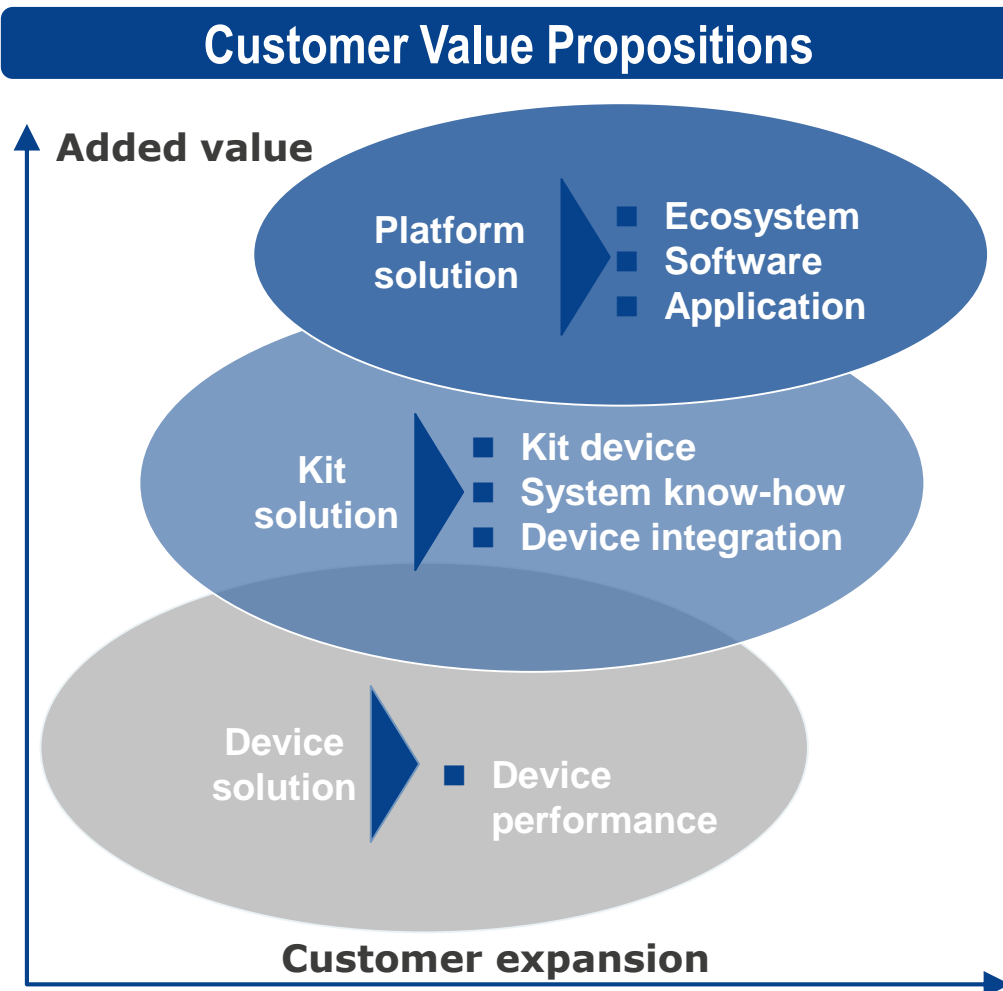 Customer Value Propositions
Added value
Platform
solution
■ Ecosystem
■ Software
■ Application
Kit
solution
■ Kit device
■ System know-how
■ Device integration
Device
solution
■ Device
performance
Customer expansion